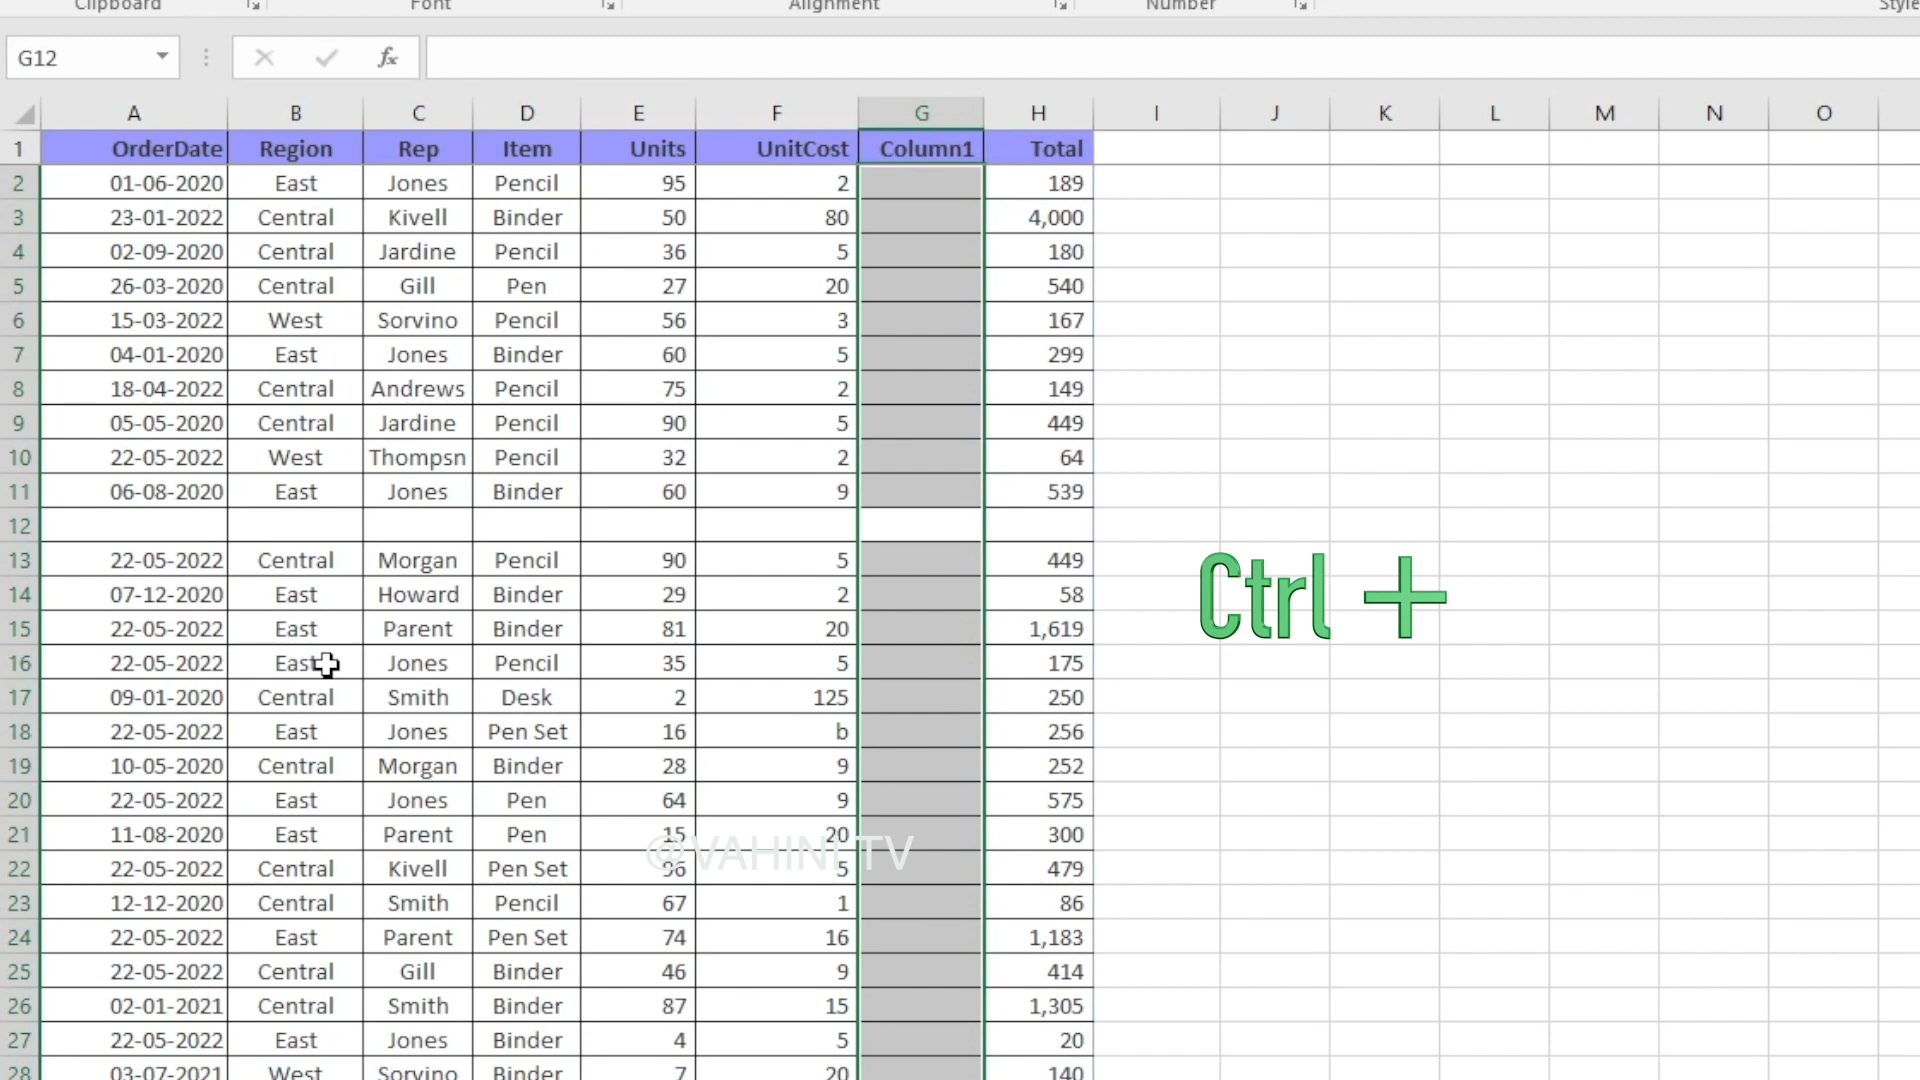 Clipboard Font Alignment Number Style
G12 fx
A B C D E F G H I J K L M N O
1 OrderDate Region Rep Item Units UnitCost Column1 Total
2 01-06-2020 East Jones Pencil 95 2 189
3 23-01-2022 Central Kivell Binder 50 80 4,000
4 02-09-2020 Central Jardine Pencil 36 5 180
5 26-03-2020 Central Gill Pen 27 20 540
6 15-03-2022 West Sorvino Pencil 56 3 167
7 04-01-2020 East Jones Binder 60 5 299
8 18-04-2022 Central Andrews Pencil 75 2 149
9 05-05-2020 Central Jardine Pencil 90 5 449
10 22-05-2022 West Thompsn Pencil 32 2 64
11 06-08-2020 East Jones Binder 60 9 539
12
13 22-05-2022 Central Morgan Pencil 90 5 449
14 07-12-2020 East Howard Binder 29 2 58
Ctrl +
15 22-05-2022 East Parent Binder 81 20 1,619
16 22-05-2022 East Jones Pencil 35 5 175
17 09-01-2020 Central Smith Desk 2 125 250
18 22-05-2022 East Jones Pen Set 16 b 256
19 10-05-2020 Central Morgan Binder 28 9 252
20 22-05-2022 East Jones Pen 64 9 575
21 11-08-2020 East Parent Pen 15 20 300
@VAHINI TV
22 22-05-2022 Central Kivell Pen Set 96 5 479
23 12-12-2020 Central Smith Pencil 67 1 86
24 22-05-2022 East Parent Pen Set 74 16 1,183
25 22-05-2022 Central Gill Binder 46 9 414
26 02-01-2021 Central Smith Binder 87 15 1,305
27 22-05-2022 East Jones Binder 4 5 20
28 03-07-2021 West Sorvino Binder 7 20 140